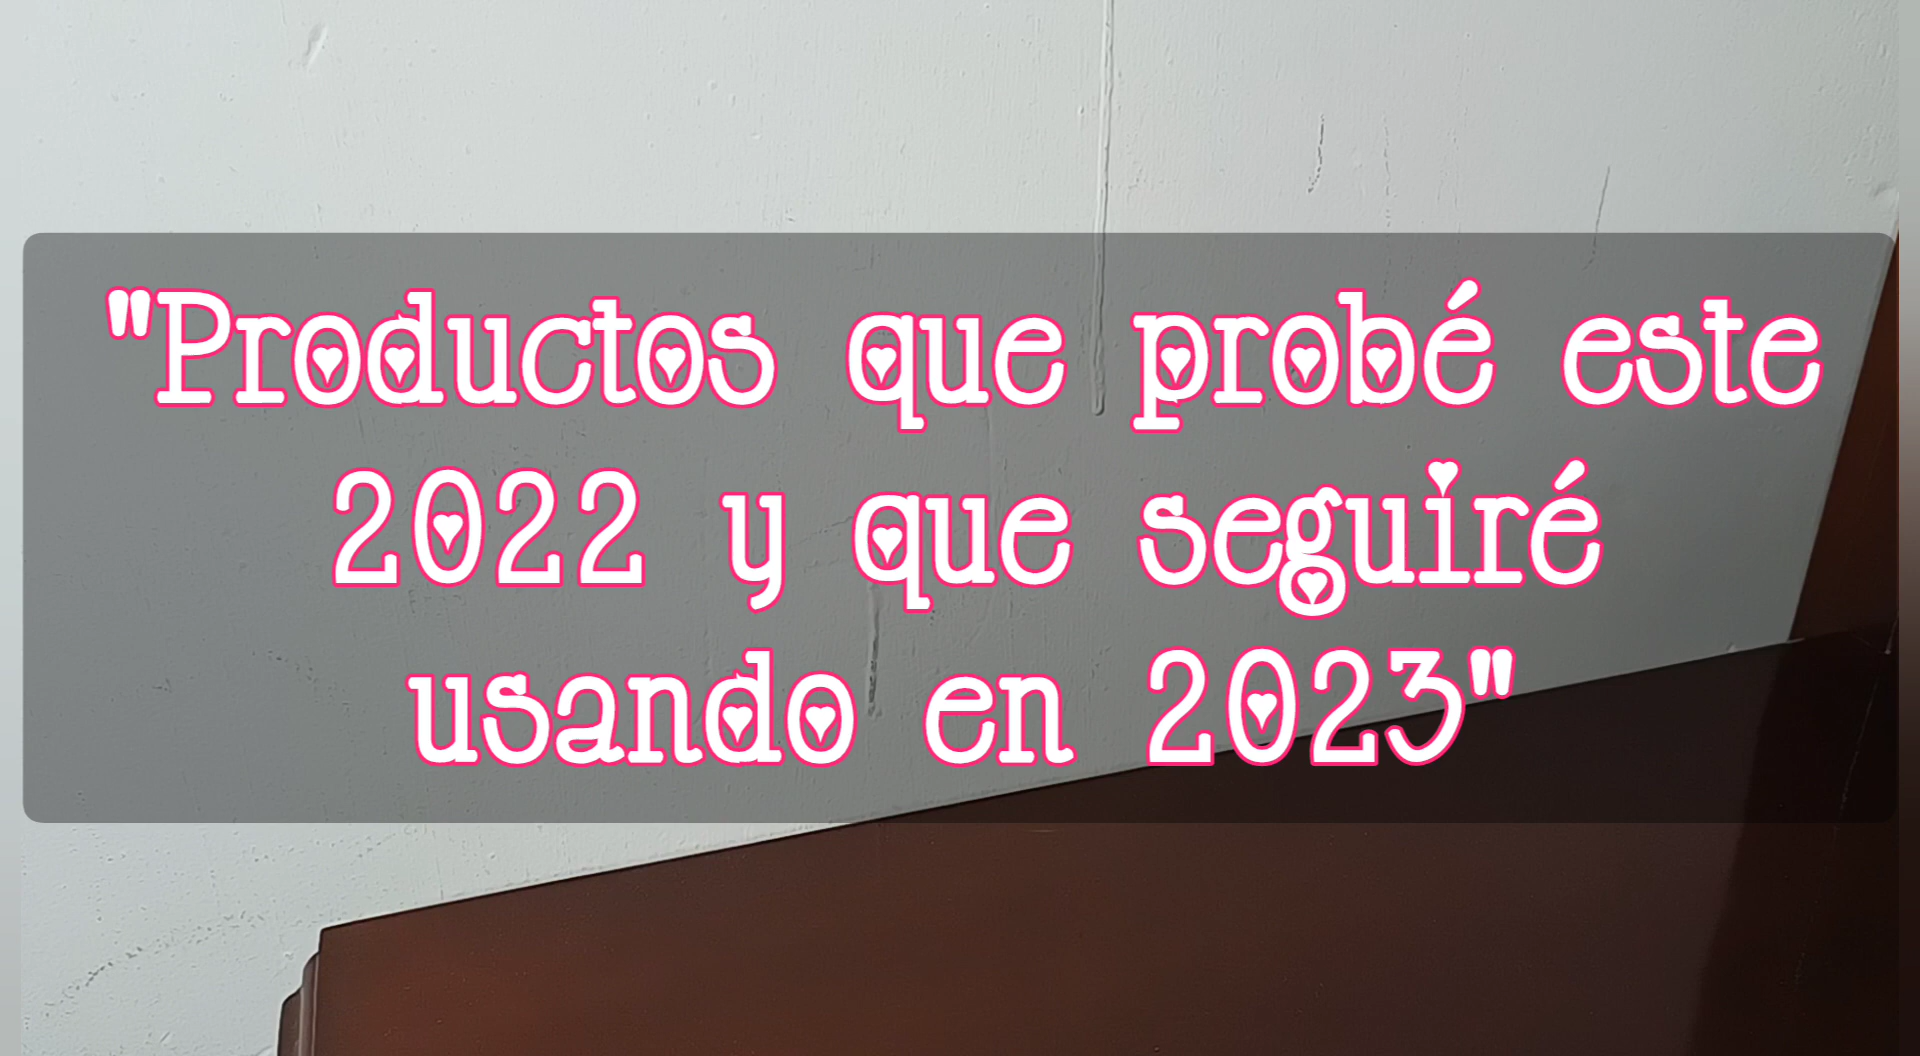 "Productos que probé este
2022 y que seguiré
usando en 2023"